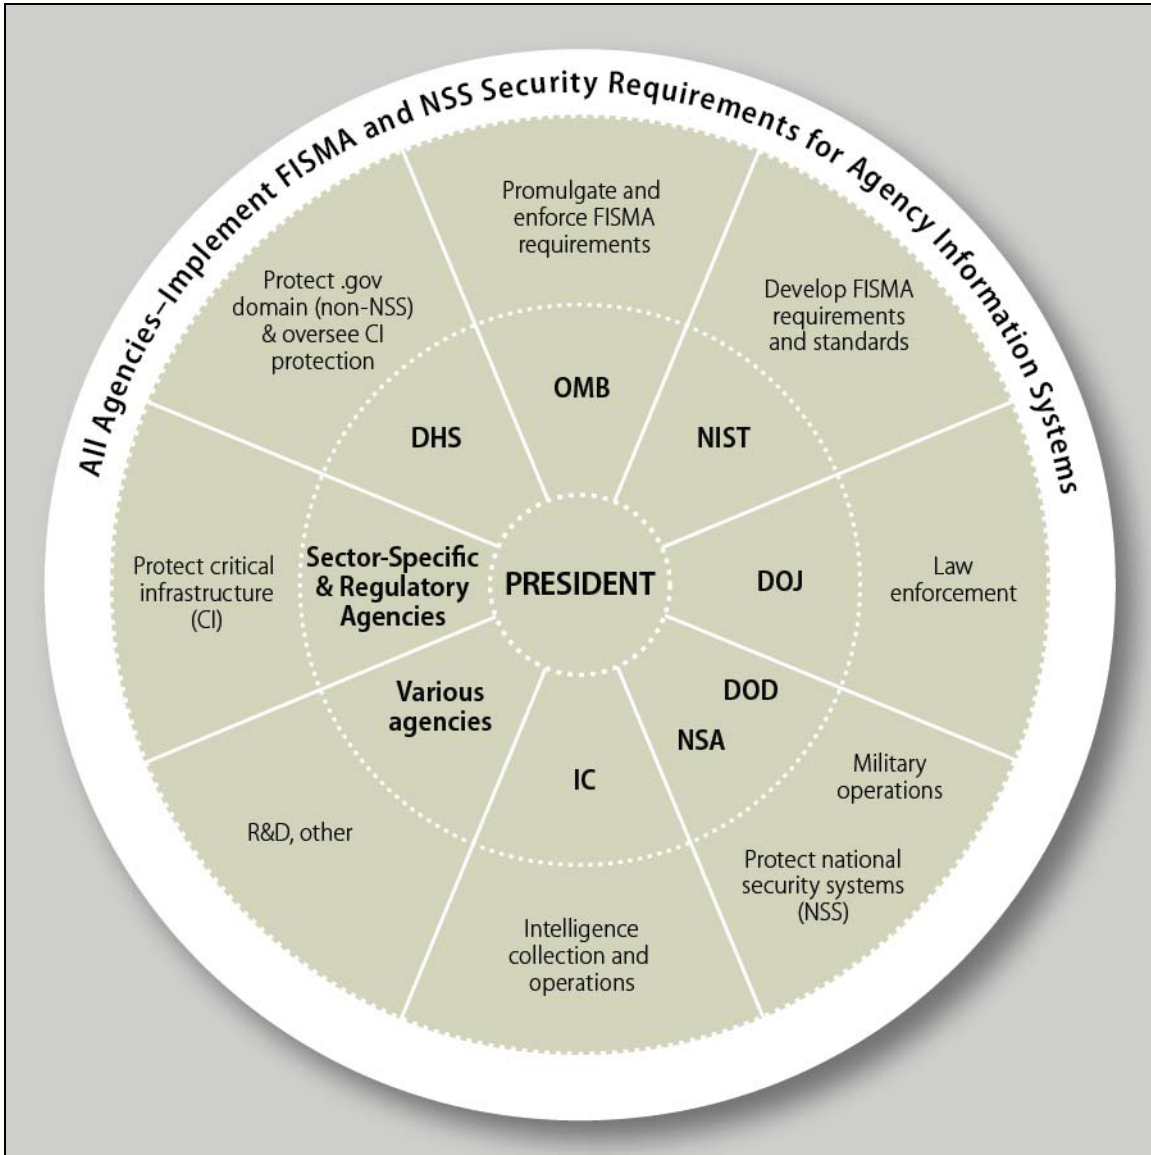 All Agencies–Implement FISMA and NSS Security Requirements for Agency Information Systems
Promulgate and
enforce FISMA
requirements
OMB
Develop FISMA
requirements
and standards
NIST
Law
enforcement
DOJ
Military
operations
DOD
Protect national
security systems
(NSS)
NSA
Intelligence
collection and
operations
IC
R&D, other
Various
agencies
Protect critical
infrastructure
(CI)
Sector-Specific
& Regulatory
Agencies
Protect .gov
domain (non-NSS)
& oversee CI
protection
DHS
PRESIDENT